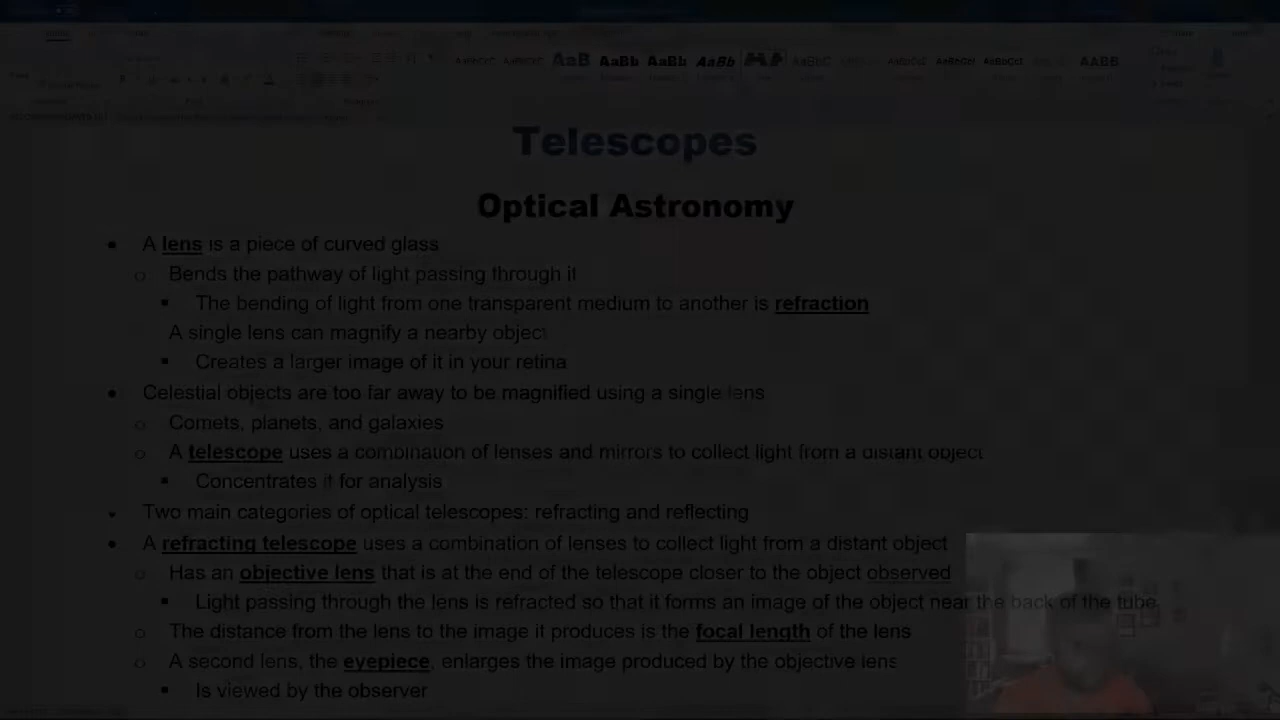 AaB AaBb AaBb AaBb AaBbC AaBbCc AaBbCc AABB
Telescopes
Optical Astronomy
• A lens is a piece of curved glass
o Bends the pathway of light passing through it
▪ The bending of light from one transparent medium to another is refraction
A single lens can magnify a nearby object
▪ Creates a larger image of it in your retina
• Celestial objects are too far away to be magnified using a single lens
o Comets, planets, and galaxies
o A telescope uses a combination of lenses and mirrors to collect light from a distant object
▪ Concentrates it for analysis
• Two main categories of optical telescopes: refracting and reflecting
• A refracting telescope uses a combination of lenses to collect light from a distant object
o Has an objective lens that is at the end of the telescope closer to the object observed
▪ Light passing through the lens is refracted so that it forms an image of the object near the back of the tube
o The distance from the lens to the image it produces is the focal length of the lens
o A second lens, the eyepiece, enlarges the image produced by the objective lens
▪ Is viewed by the observer